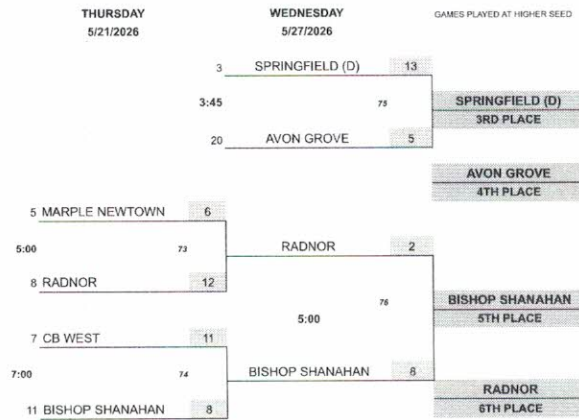 THURSDAY
5/21/2026
WEDNESDAY
5/27/2026
GAMES PLAYED AT HIGHER SEED
3 SPRINGFIELD (D) 13
3:45 75
20 AVON GROVE 5
SPRINGFIELD (D)
3RD PLACE
AVON GROVE
4TH PLACE
5 MARPLE NEWTOWN 6
5:00 73
8 RADNOR 12
RADNOR 2
7 CB WEST 11
7:00 74
11 BISHOP SHANAHAN 8
5:00 76
BISHOP SHANAHAN 8
BISHOP SHANAHAN
5TH PLACE
RADNOR
6TH PLACE